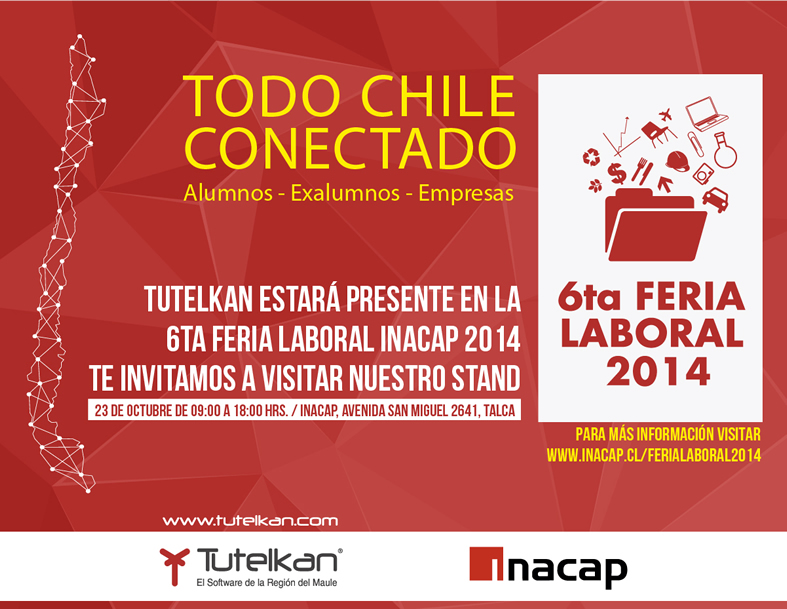 TODO CHILE
CONECTADO
Alumnos - Exalumnos - Empresas
TUTELKAN ESTARÁ PRESENTE EN LA
6TA FERIA LABORAL INACAP 2014
TE INVITAMOS A VISITAR NUESTRO STAND
23 DE OCTUBRE DE 09:00 A 18:00 HRS. / INACAP, AVENIDA SAN MIGUEL 2641, TALCA
6ta FERIA
LABORAL
2014
PARA MÁS INFORMACIÓN VISITAR
WWW.INACAP.CL/FERIALABORAL2014
www.tutelkan.com
Tutelkan®
El Software de la Región del Maule
inacap